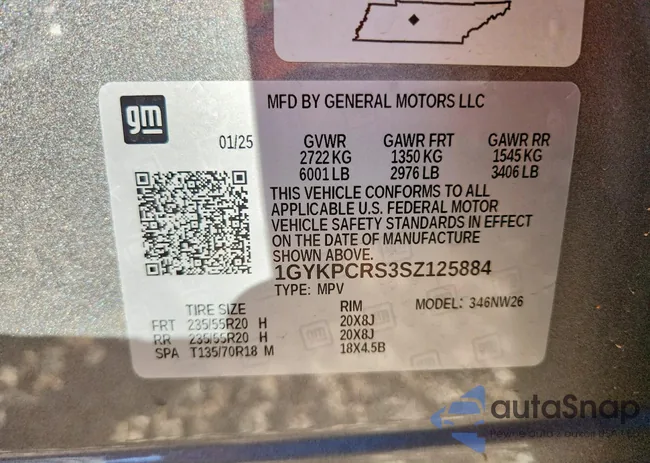 gm
MFD BY GENERAL MOTORS LLC
01/25
GVWR GAWR FRT GAWR RR
2722 KG 1350 KG 1545 KG
6001 LB 2976 LB 3406 LB
THIS VEHICLE CONFORMS TO ALL
APPLICABLE U.S. FEDERAL MOTOR
VEHICLE SAFETY STANDARDS IN EFFECT
ON THE DATE OF MANUFACTURE
SHOWN ABOVE.
1GYKPCRS3SZ125884
TYPE: MPV
TIRE SIZE RIM MODEL: 346NW26
FRT 235/55R20 H 20X8J
RR 235/55R20 H 20X8J
SPA T135/70R18 M 18X4.5B
autaSnap